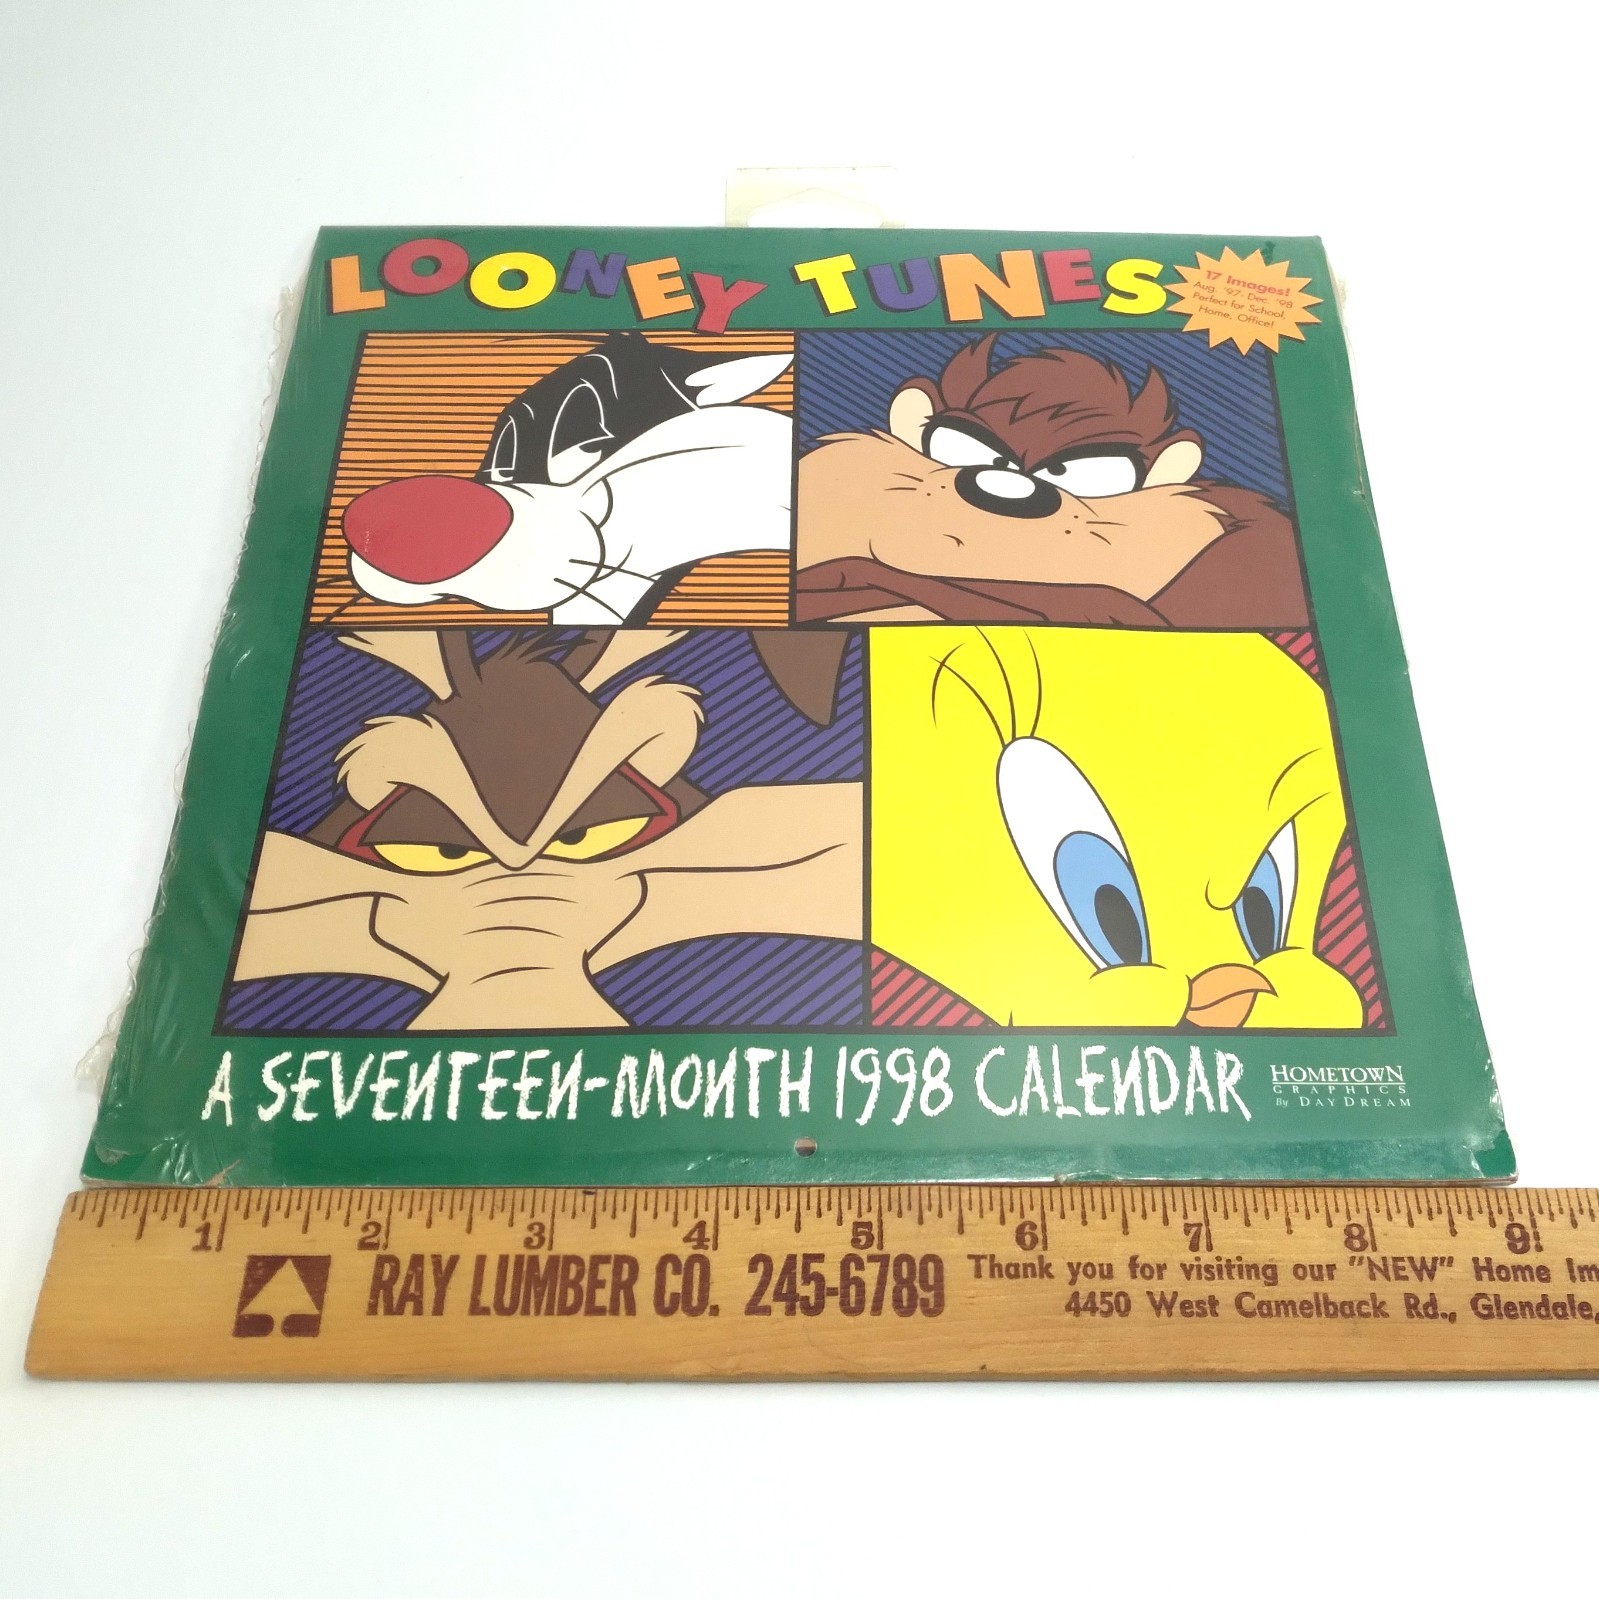 LOONEY TUNES
17 Images!
Aug. '97- Dec. '98
Perfect for School,
Home, Office!
A SEVENTEEN-MONTH 1998 CALENDAR
HOMETOWN
GRAPHICS
By DAY DREAM
1 2 3 4 5 6 7 8 9
RAY LUMBER CO. 245-6789
Thank you for visiting our "NEW" Home Im
4450 West Camelback Rd., Glendale,